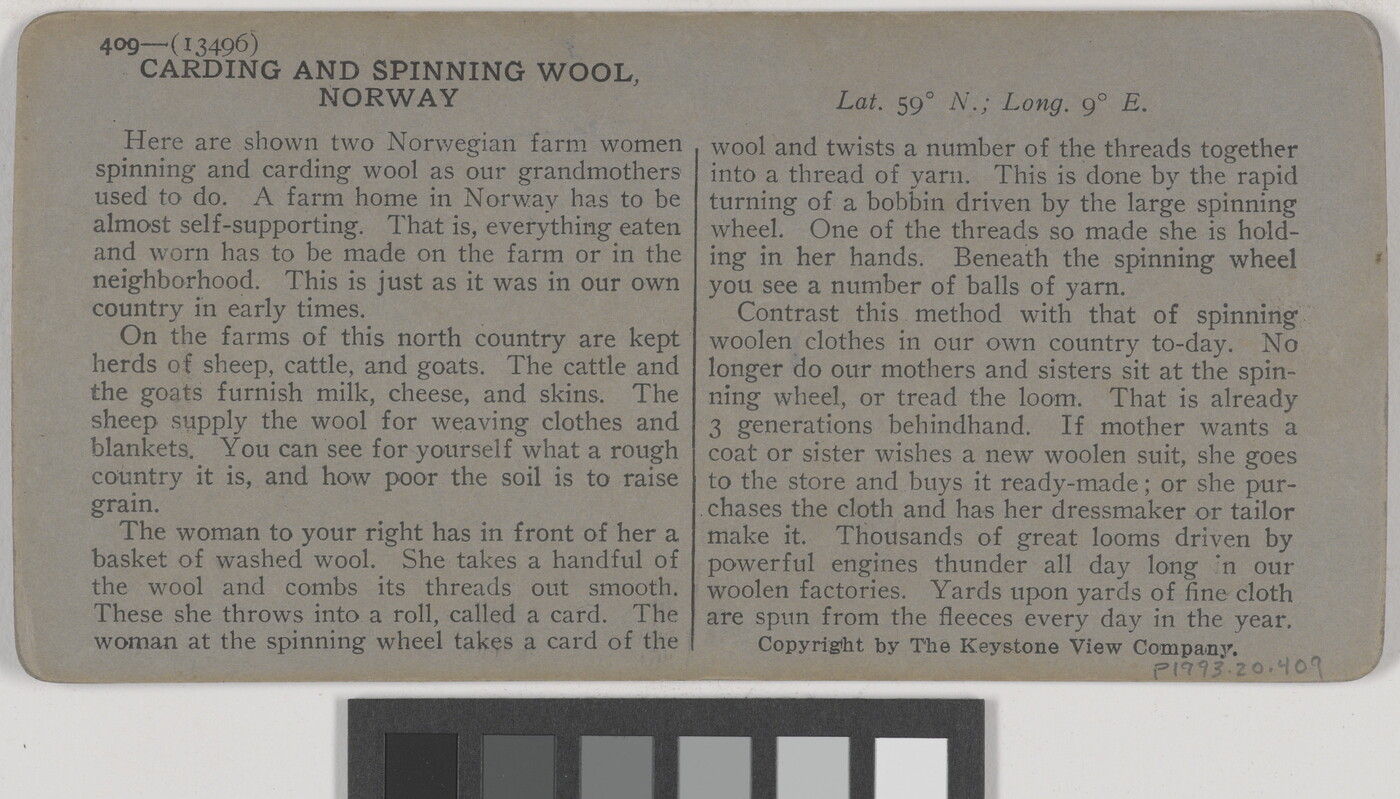 409—(13496)
CARDING AND SPINNING WOOL,
NORWAY
Lat. 59° N.; Long. 9° E.
Here are shown two Norwegian farm women
spinning and carding wool as our grandmothers
used to do. A farm home in Norway has to be
almost self-supporting. That is, everything eaten
and worn has to be made on the farm or in the
neighborhood. This is just as it was in our own
country in early times.
On the farms of this north country are kept
herds of sheep, cattle, and goats. The cattle and
the goats furnish milk, cheese, and skins. The
sheep supply the wool for weaving clothes and
blankets. You can see for yourself what a rough
country it is, and how poor the soil is to raise
grain.
The woman to your right has in front of her a
basket of washed wool. She takes a handful of
the wool and combs its threads out smooth.
These she throws into a roll, called a card. The
woman at the spinning wheel takes a card of the
wool and twists a number of the threads together
into a thread of yarn. This is done by the rapid
turning of a bobbin driven by the large spinning
wheel. One of the threads so made she is hold-
ing in her hands. Beneath the spinning wheel
you see a number of balls of yarn.
Contrast this method with that of spinning
woolen clothes in our own country to-day. No
longer do our mothers and sisters sit at the spin-
ning wheel, or tread the loom. That is already
3 generations behindhand. If mother wants a
coat or sister wishes a new woolen suit, she goes
to the store and buys it ready-made; or she pur-
chases the cloth and has her dressmaker or tailor
make it. Thousands of great looms driven by
powerful engines thunder all day long in our
woolen factories. Yards upon yards of fine cloth
are spun from the fleeces every day in the year.
Copyright by The Keystone View Company.
P1993.20.409